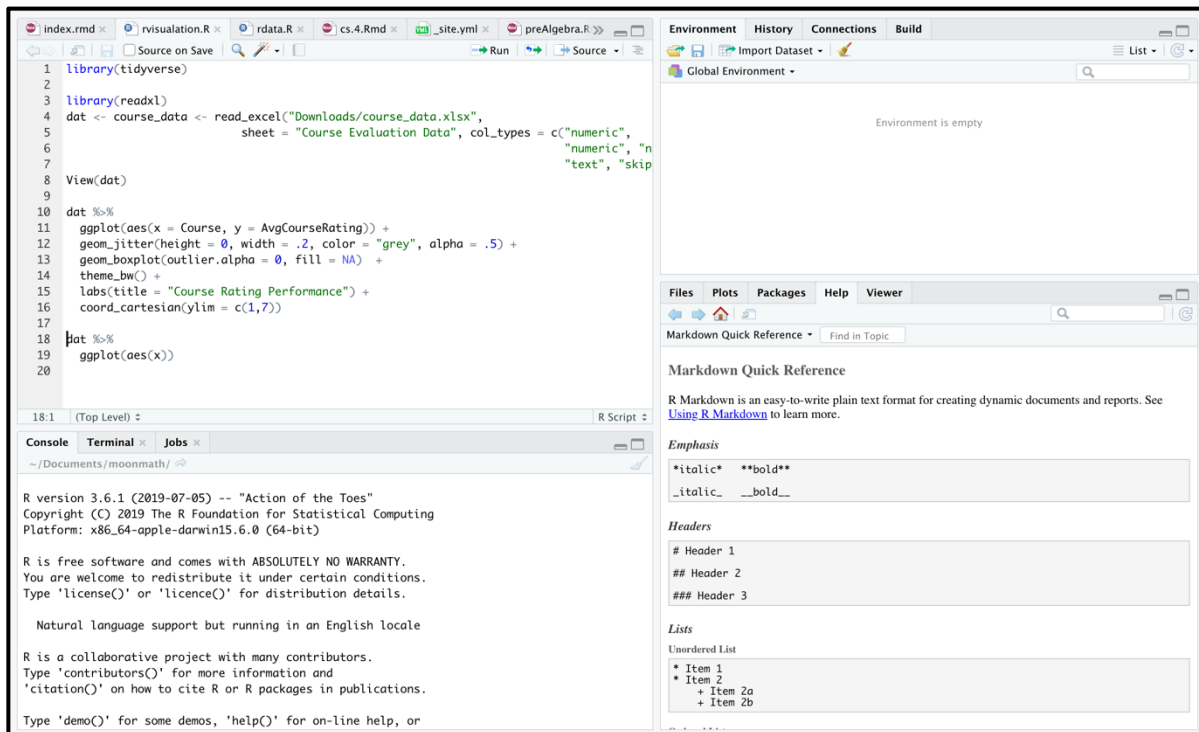 index.rmd rvisualation.R rdata.R cs.4.Rmd _site.yml preAlgebra.R
Source on Save Run Source
1 library(tidyverse)
2
3 library(readxl)
4 dat <- course_data <- read_excel("Downloads/course_data.xlsx",
5 sheet = "Course Evaluation Data", col_types = c("numeric",
6 "numeric", "n
7 "text", "skip
8 View(dat)
9
10 dat %>%
11 ggplot(aes(x = Course, y = AvgCourseRating)) +
12 geom_jitter(height = 0, width = .2, color = "grey", alpha = .5) +
13 geom_boxplot(outlier.alpha = 0, fill = NA) +
14 theme_bw() +
15 labs(title = "Course Rating Performance") +
16 coord_cartesian(ylim = c(1,7))
17
18 dat %>%
19 ggplot(aes(x))
20
18:1 (Top Level) R Script
Console Terminal Jobs
~/Documents/moonmath/
R version 3.6.1 (2019-07-05) -- "Action of the Toes"
Copyright (C) 2019 The R Foundation for Statistical Computing
Platform: x86_64-apple-darwin15.6.0 (64-bit)
R is free software and comes with ABSOLUTELY NO WARRANTY.
You are welcome to redistribute it under certain conditions.
Type 'license()' or 'licence()' for distribution details.
Natural language support but running in an English locale
R is a collaborative project with many contributors.
Type 'contributors()' for more information and
'citation()' on how to cite R or R packages in publications.
Type 'demo()' for some demos, 'help()' for on-line help, or
Environment History Connections Build
Import Dataset List
Global Environment
Environment is empty
Files Plots Packages Help Viewer
Markdown Quick Reference Find in Topic
Markdown Quick Reference
R Markdown is an easy-to-write plain text format for creating dynamic documents and reports. See
Using R Markdown to learn more.
Emphasis
*italic* **bold**
_italic_ __bold__
Headers
# Header 1
## Header 2
### Header 3
Lists
Unordered List
* Item 1
* Item 2
+ Item 2a
+ Item 2b